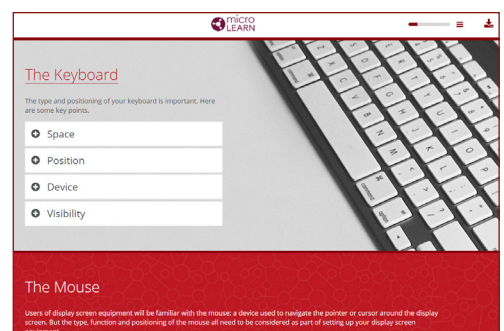 micro
LEARN
The Keyboard
The type and positioning of your keyboard is important. Here
are some key points.
Space
Position
Device
Visibility
command
option
command
The Mouse
Users of display screen equipment will be familiar with the mouse: a device used to navigate the pointer or cursor around the display
screen. But the type, function and positioning of the mouse all need to be considered as part of setting up your display screen